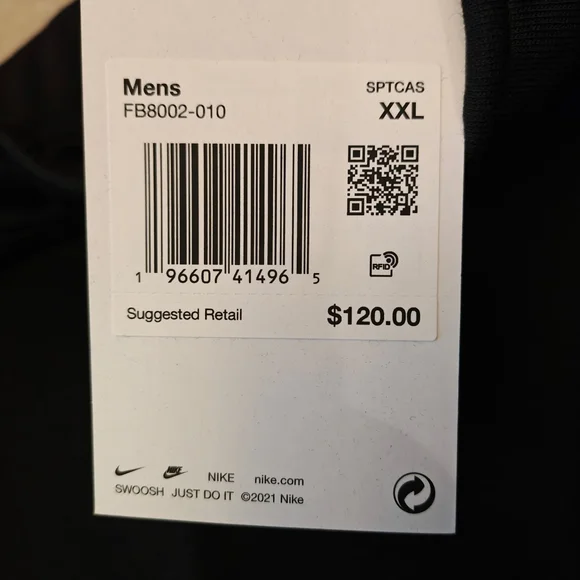 Mens
SPTCAS
FB8002-010
XXL
RFID
1 96607 41496 5
Suggested Retail
$120.00
NIKE
NIKE nike.com
SWOOSH JUST DO IT ©2021 Nike